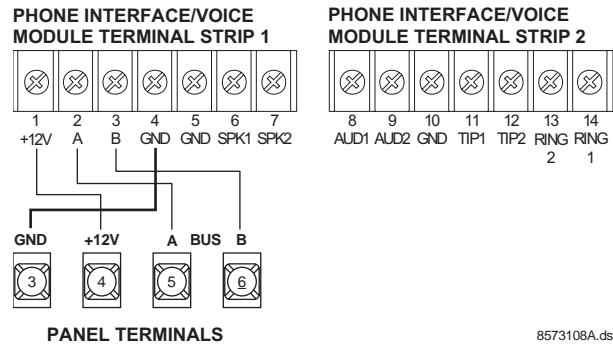 PHONE INTERFACE/VOICE
MODULE TERMINAL STRIP 1
1 2 3 4 5 6 7
+12V A B GND GND SPK1 SPK2
PHONE INTERFACE/VOICE
MODULE TERMINAL STRIP 2
8 9 10 11 12 13 14
AUD1 AUD2 GND TIP1 TIP2 RING RING
2 1
GND +12V A BUS B
3 4 5 6
PANEL TERMINALS
8573108A.ds